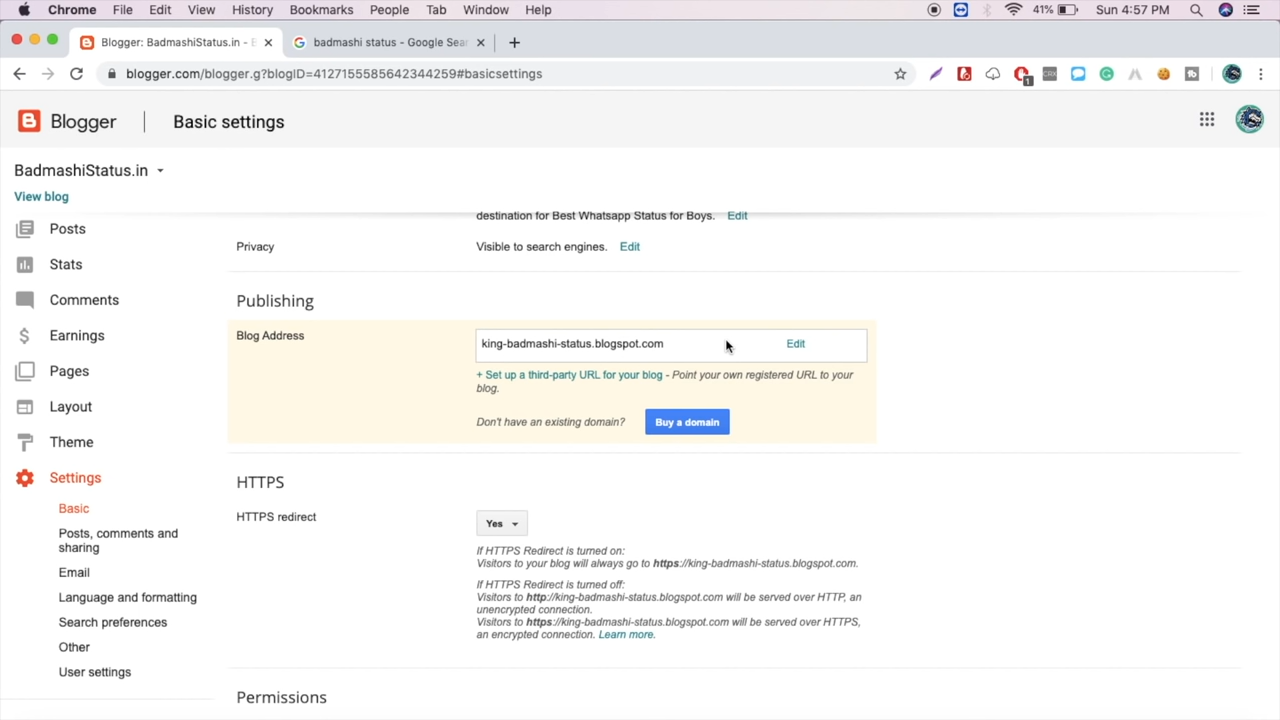 Chrome File Edit View History Bookmarks People Tab Window Help 41% Sun 4:57 PM
Blogger: BadmashiStatus.in - badmashi status - Google Sear
blogger.com/blogger.g?blogID=4127155585642344259#basicsettings
Blogger Basic settings
BadmashiStatus.in
View blog
destination for Best Whatsapp Status for Boys. Edit
Posts
Privacy Visible to search engines. Edit
Stats
Comments
Publishing
Earnings
Blog Address
king-badmashi-status.blogspot.com Edit
Pages
+ Set up a third-party URL for your blog - Point your own registered URL to your
blog.
Layout
Don't have an existing domain? Buy a domain
Theme
Settings
HTTPS
Basic
HTTPS redirect Yes
Posts, comments and
sharing
If HTTPS Redirect is turned on:
Visitors to your blog will always go to https://king-badmashi-status.blogspot.com.
Email
If HTTPS Redirect is turned off:
Visitors to http://king-badmashi-status.blogspot.com will be served over HTTP, an
unencrypted connection.
Language and formatting
Visitors to https://king-badmashi-status.blogspot.com will be served over HTTPS,
an encrypted connection. Learn more.
Search preferences
Other
User settings
Permissions